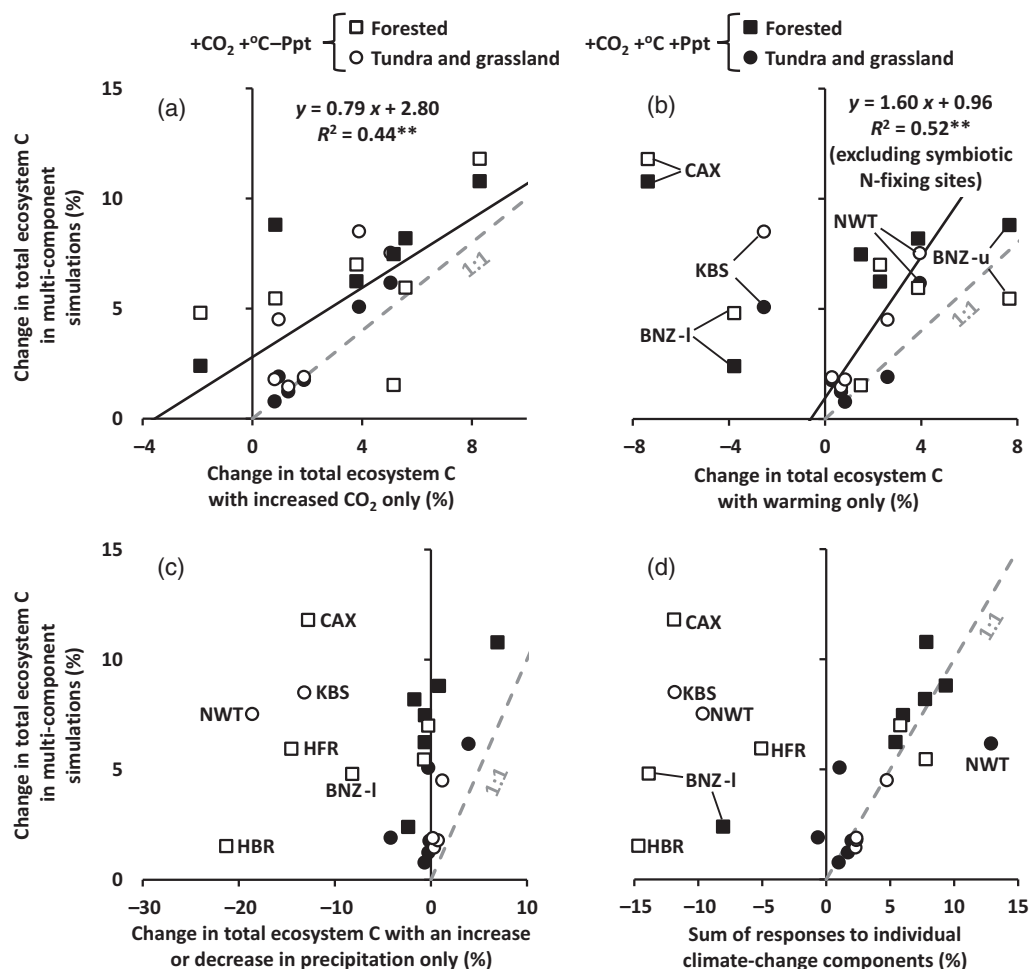 +CO2 +oC–Ppt
Forested
Tundra and grassland
+CO2 +oC +Ppt
Forested
Tundra and grassland
(a)
y = 0.79 x + 2.80
R2 = 0.44**
1:1
15
10
5
0
–4
0
4
8
Change in total ecosystem C
in multi-component
simulations (%)
Change in total ecosystem C
with increased CO2 only (%)
(b)
y = 1.60 x + 0.96
R2 = 0.52**
(excluding symbiotic
N-fixing sites)
CAX
NWT
KBS
BNZ-u
BNZ-l
1:1
–8
–4
0
4
8
Change in total ecosystem C
with warming only (%)
(c)
CAX
KBS
NWT
HFR
BNZ-l
HBR
1:1
15
10
5
0
–30
–20
–10
0
10
Change in total ecosystem C
in multi-component
simulations (%)
Change in total ecosystem C with an increase
or decrease in precipitation only (%)
(d)
CAX
KBS
NWT
HFR
NWT
BNZ-l
HBR
1:1
–15
–10
–5
0
5
10
15
Sum of responses to individual
climate-change components (%)